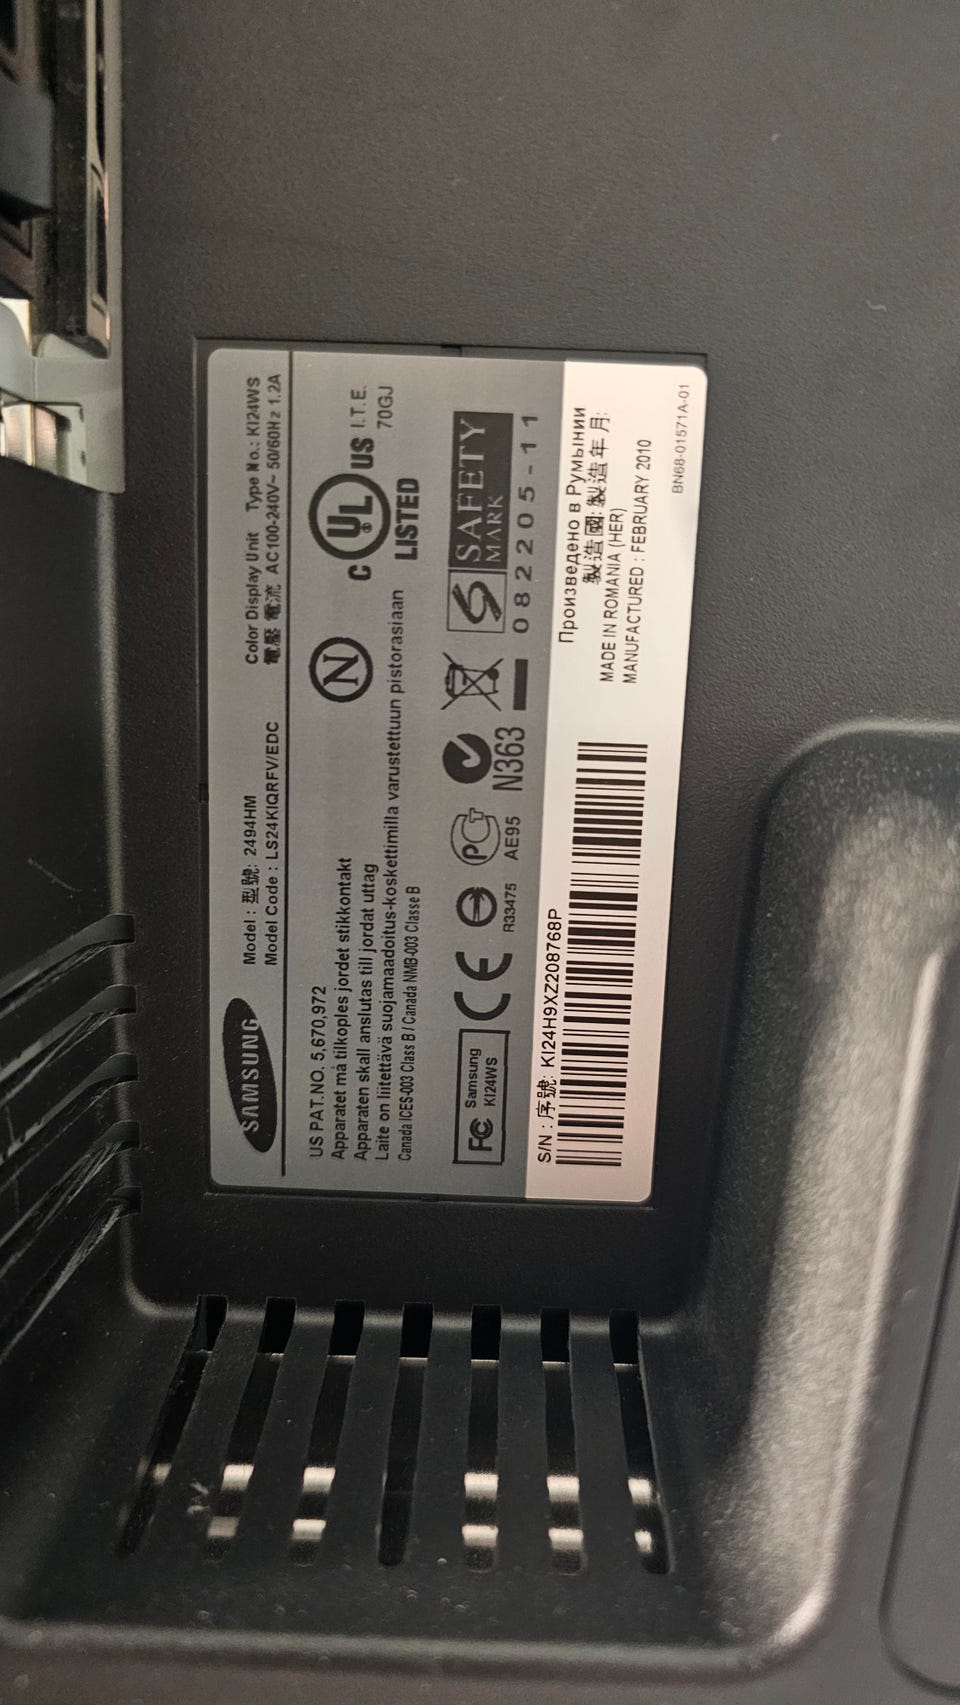 SAMSUNG
Model : 型號: 2494HM
Model Code : LS24KIQRFV/EDC
Color Display Unit Type No.: KI24WS
電壓 電流 AC100-240V~ 50/60Hz 1.2A
US PAT.NO. 5,670,972
Apparatet må tilkoples jordet stikkontakt
Apparaten skall anslutas till jordat uttag
Laite on liitettävä suojamaadoitus-koskettimilla varustettuun pistorasiaan
Canada ICES-003 Class B / Canada NMB-003 Classe B
N
C UL ® US
LISTED
I.T.E.
70GJ
FC Samsung
KI24WS
CE
R33475
PCT
AE95
N363
S SAFETY
MARK
082205-11
S/N : 序號: KI24H9XZ208768P
Произведено в Румынии
製造國: 製造年月:
MADE IN ROMANIA (HER)
MANUFACTURED : FEBRUARY 2010
BN68-01571A-01